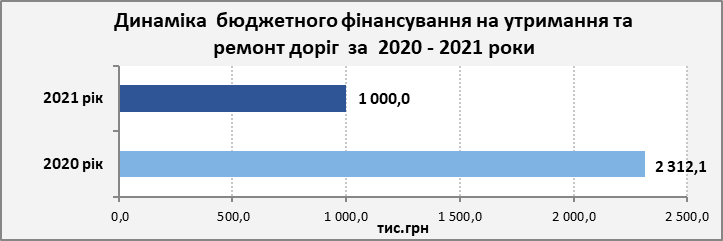 Динаміка бюджетного фінансування на утримання та
ремонт доріг за 2020 - 2021 роки
2021 рік
1 000,0
2020 рік
2 312,1
0,0 500,0 1 000,0 1 500,0 2 000,0 2 500,0
тис.грн